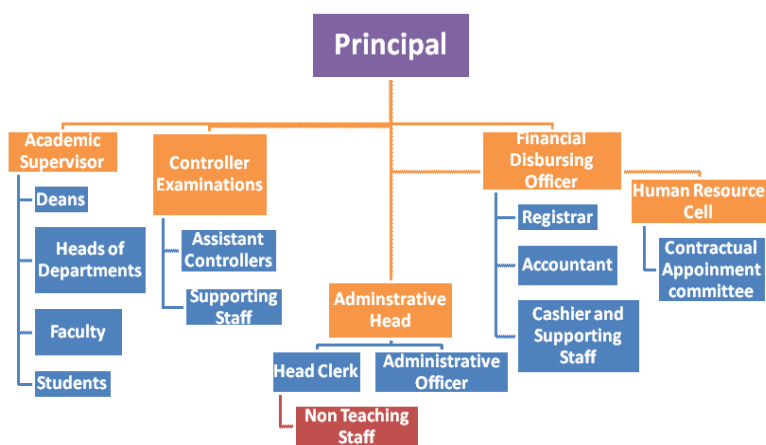 Principal
Academic
Supervisor
Deans
Heads of
Departments
Faculty
Students
Controller
Examinations
Assistant
Controllers
Supporting
Staff
Adminstrative
Head
Head Clerk
Non Teaching
Staff
Administrative
Officer
Financial
Disbursing
Officer
Registrar
Accountant
Cashier and
Supporting
Staff
Human Resource
Cell
Contractual
Appoinment
committee